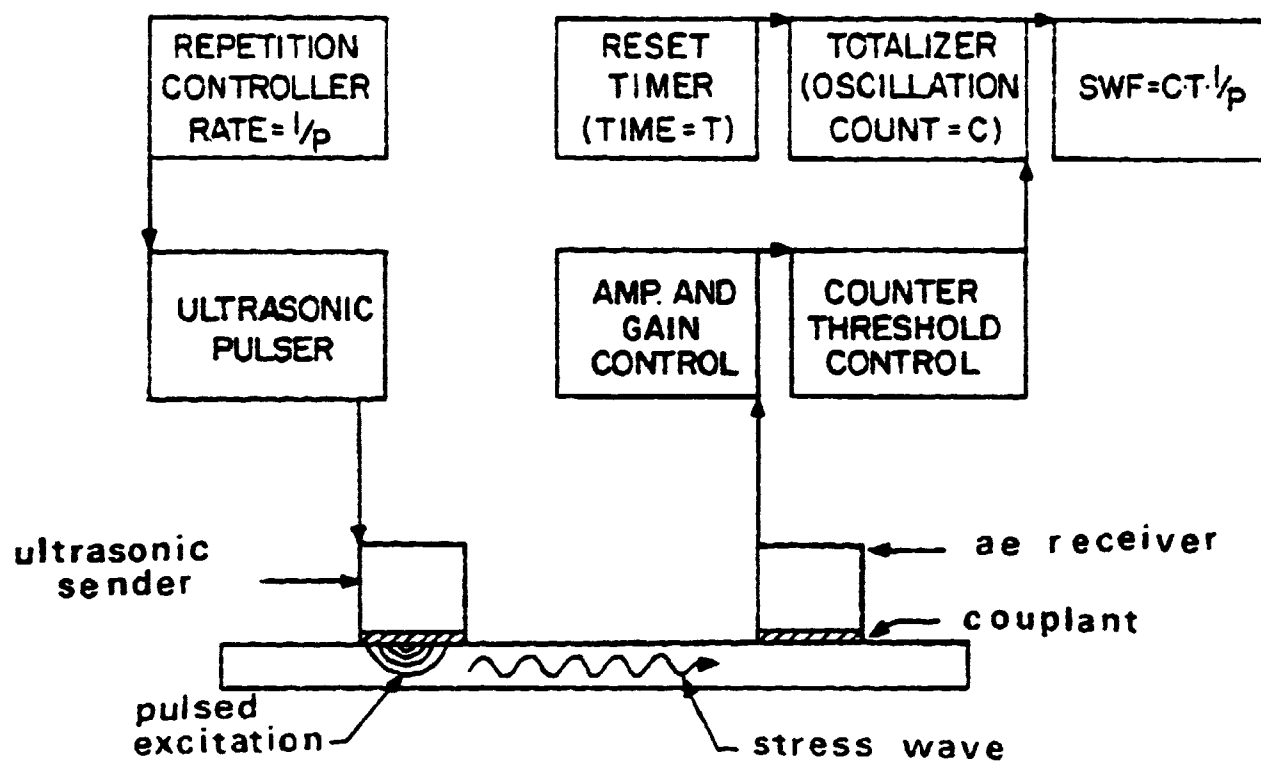 REPETITION
CONTROLLER
RATE = 1/p
RESET
TIMER
(TIME = T)
TOTALIZER
(OSCILLATION
COUNT = C)
SWF = C·T· 1/p
ULTRASONIC
PULSER
AMP. AND
GAIN
CONTROL
COUNTER
THRESHOLD
CONTROL
ultrasonic
sender
ae receiver
couplant
pulsed
excitation
stress wave